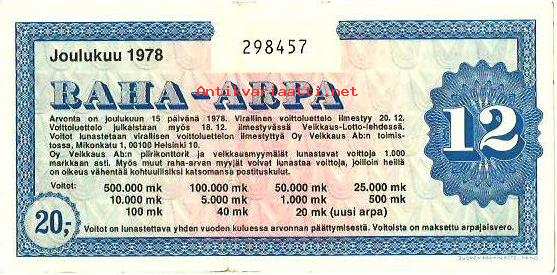 Joulukuu 1978
298457
Antikvariaatti.net
RAHA-ARPA
12
Arvonta on joulukuun 15 päivänä 1978. Virallinen voittoluettelo ilmestyy 20.12.
Voittoluettelo julkaistaan myös 18.12. ilmestyvässä Veikkaus-Lotto-lehdessä.
Voitot lunastetaan virallisen voittoluettelon ilmestyttyä Oy Veikkaus Ab:n toimis-
tossa, Mikonkatu 1, 00100 Helsinki 10.
Oy Veikkaus Ab:n piirikonttorit ja veikkausmyymälät lunastavat voittoja 1.000
markkaan asti. Myös muut raha-arvan myyjät voivat lunastaa voittoja, jolloin heillä
on oikeus vähentää kohtuullisiksi katsomansa postituskulut.
Voitot: 500.000 mk 100.000 mk 50.000 mk 25.000 mk
10.000 mk 5.000 mk 1.000 mk 500 mk
100 mk 40 mk 20 mk (uusi arpa)
20,-
Voitot on lunastettava yhden vuoden kuluessa arvonnan päättymisestä. Voitoista on maksettu arpajaisvero.